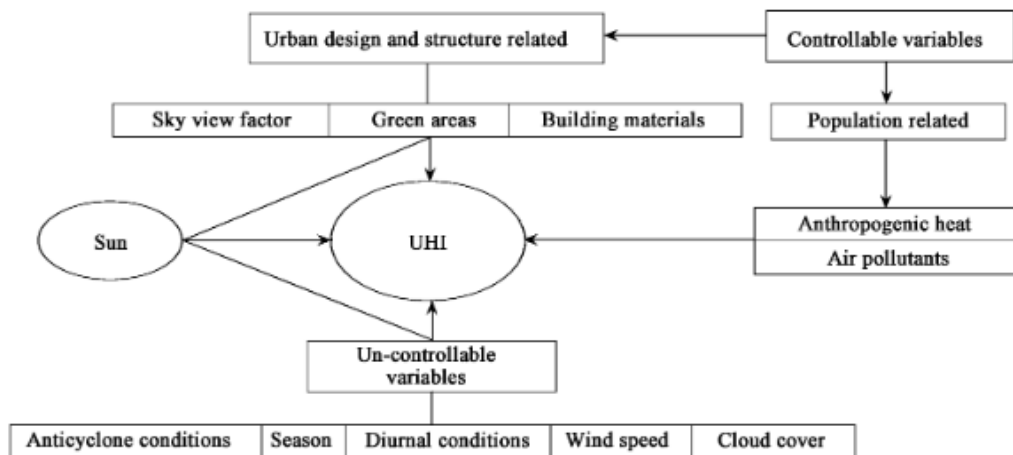 Urban design and structure related
Controllable variables
Sky view factor
Green areas
Building materials
Population related
Sun
UHI
Anthropogenic heat
Air pollutants
Un-controllable
variables
Anticyclone conditions
Season
Diurnal conditions
Wind speed
Cloud cover